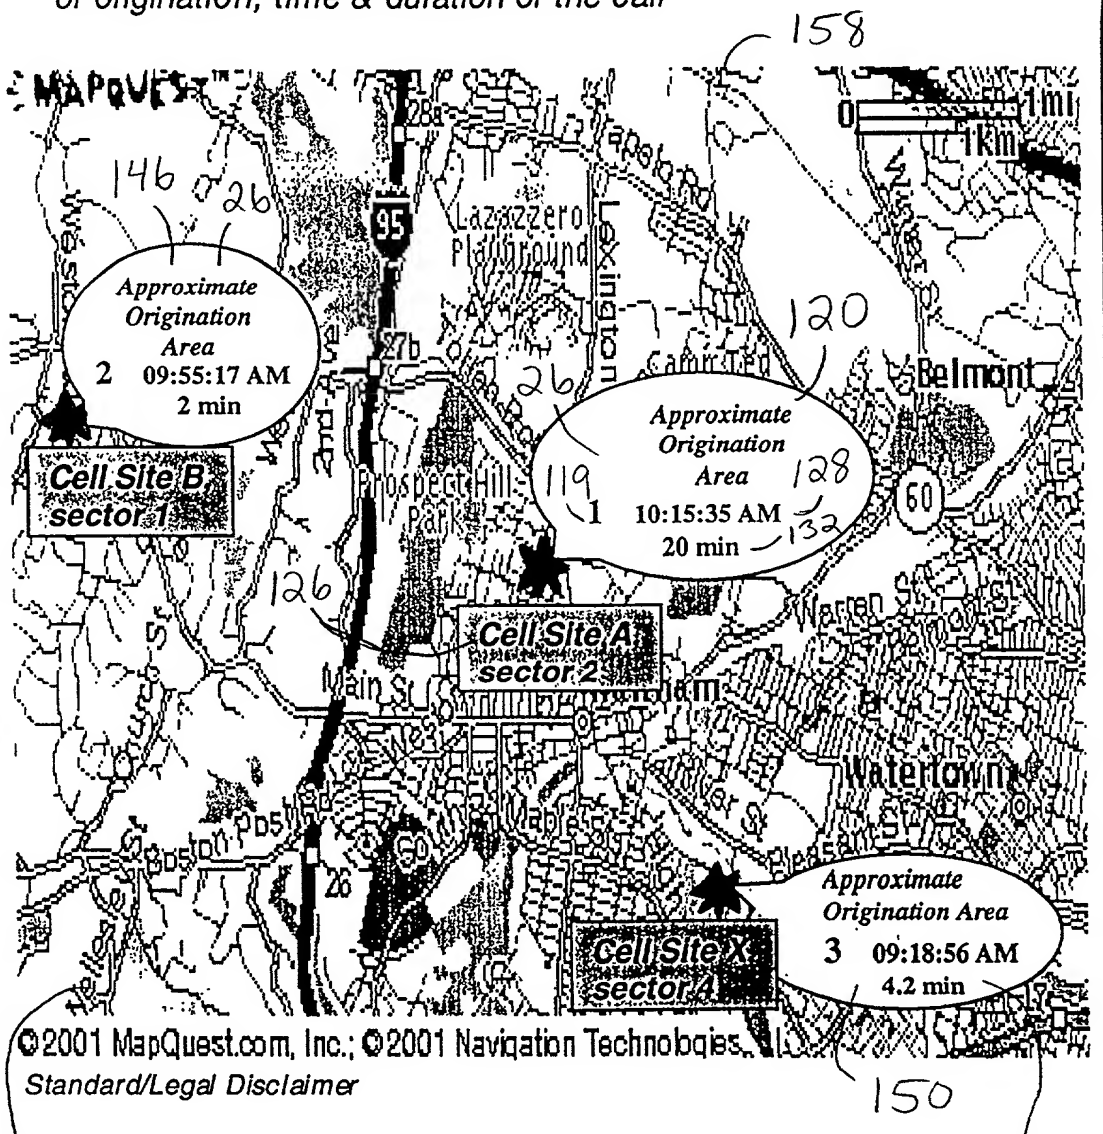 of origination, time & duration of the call
158
MAPQUEST™
0 1mi
1km
28a
146
26
95
Lazazzerol
Playground
Lexington
Approximate
Origination
Area
2 09:55:17 AM
2 min
27b
120
26
Belmont
Approximate
Origination
Area
119
128
1 10:15:35 AM
20 min
132
60
Cell Site B,
sector 1
Prospect Hill
Park
126
Warren St
Cell Site A
sector 2
Main St
Watertown
26
Approximate
Origination Area
3 09:18:56 AM
4.2 min
Cell Site X
sector 4
©2001 MapQuest.com, Inc.; ©2001 Navigation Technologies
Standard/Legal Disclaimer
150